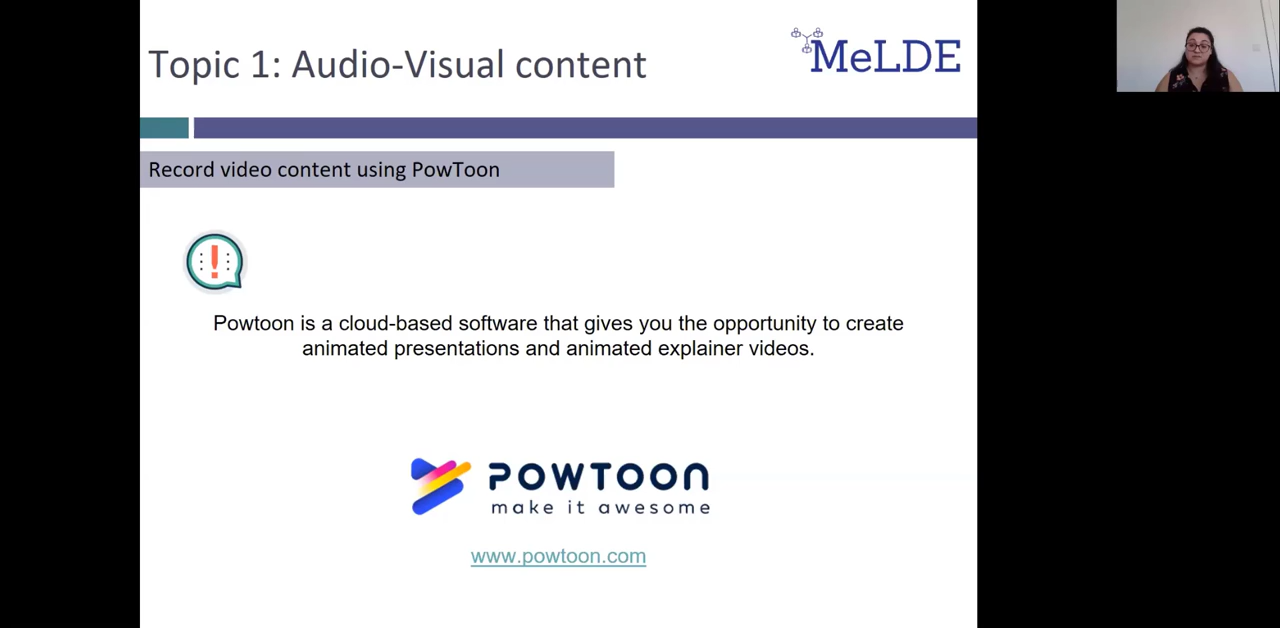 Topic 1: Audio-Visual content
MeLDE
Record video content using PowToon
!
Powtoon is a cloud-based software that gives you the opportunity to create
animated presentations and animated explainer videos.
POWTOON
make it awesome
www.powtoon.com